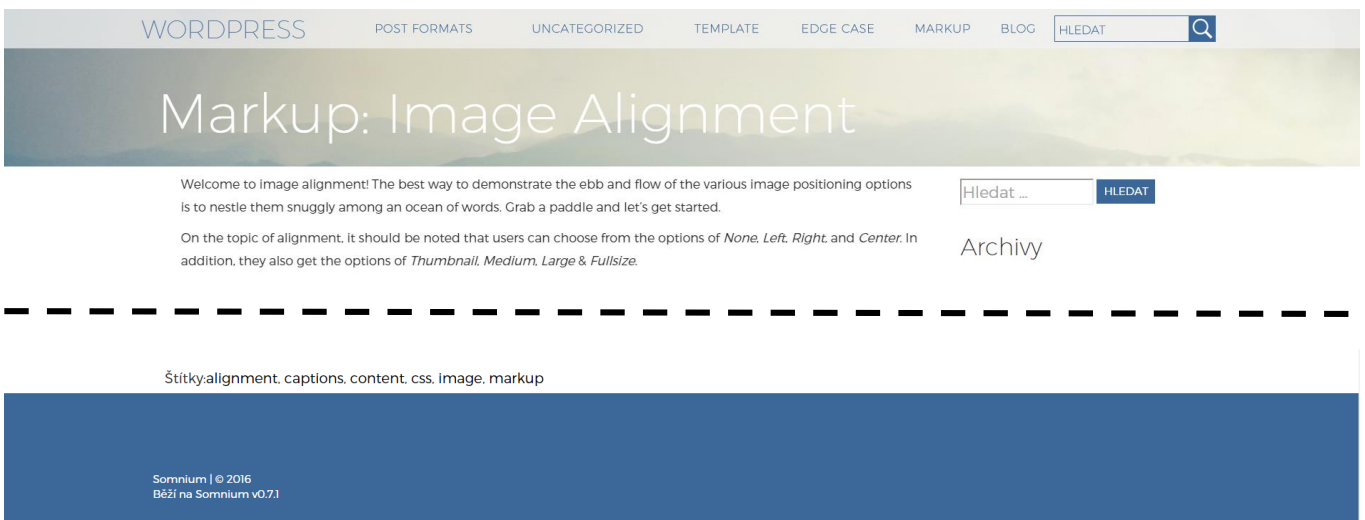 WORDPRESS POST FORMATS UNCATEGORIZED TEMPLATE EDGE CASE MARKUP BLOG HLEDAT
Markup: Image Alignment
Welcome to image alignment! The best way to demonstrate the ebb and flow of the various image positioning options
is to nestle them snuggly among an ocean of words. Grab a paddle and let's get started.
On the topic of alignment, it should be noted that users can choose from the options of None, Left, Right, and Center. In
addition, they also get the options of Thumbnail, Medium, Large & Fullsize.
Hledat ... HLEDAT
Archivy
Štítky:alignment, captions, content, css, image, markup
Somnium | © 2016
Běží na Somnium v0.7.1